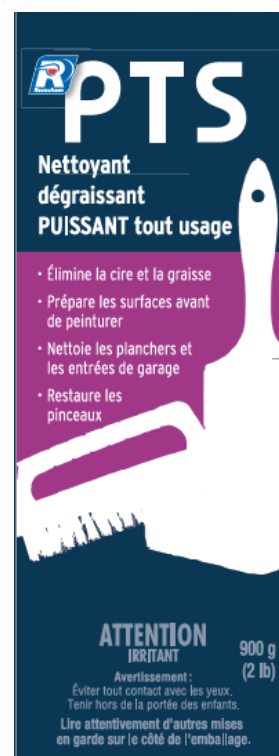 R
Recochem
PTS
Nettoyant
dégraissant
PUISSANT tout usage
· Élimine la cire et la graisse
· Prépare les surfaces avant
de peinturer
· Nettoie les planchers et
les entrées de garage
· Restaure les
pinceaux
ATTENTION
IRRITANT
900 g
(2 lb)
Avertissement :
Éviter tout contact avec les yeux.
Tenir hors de la portée des enfants.
Lire attentivement d'autres mises
en garde sur le côté de l'emballage.